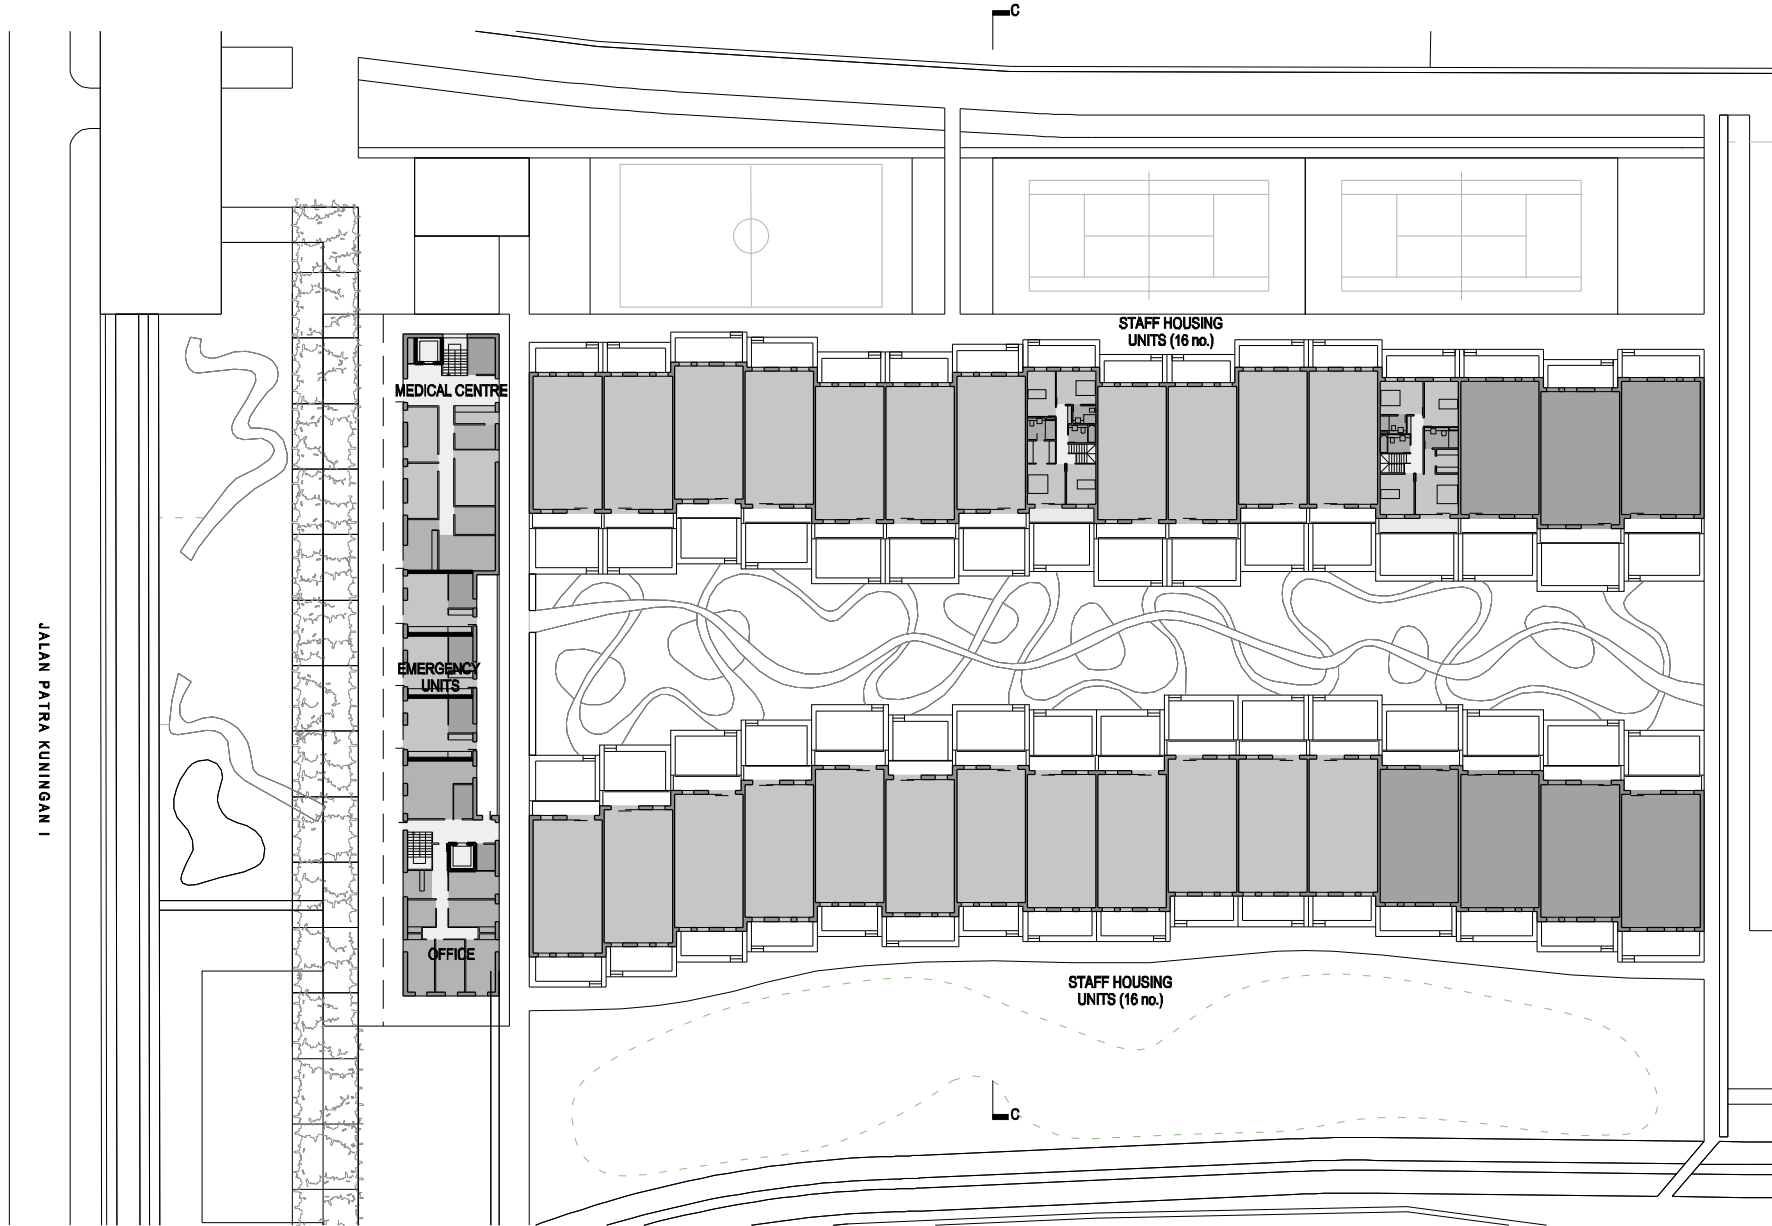 C
STAFF HOUSING
UNITS (16 no.)
MEDICAL CENTRE
JALAN PATRA KUNINGAN I
EMERGENCY
UNITS
OFFICE
STAFF HOUSING
UNITS (16 no.)
C